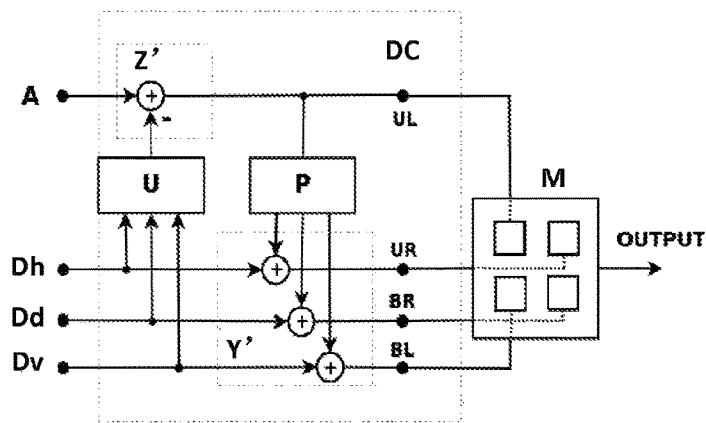 Z’
DC
A
+
-
UL
U
P
M
OUTPUT
Dh
+
UR
Dd
+
BR
Dv
Y’
+
BL